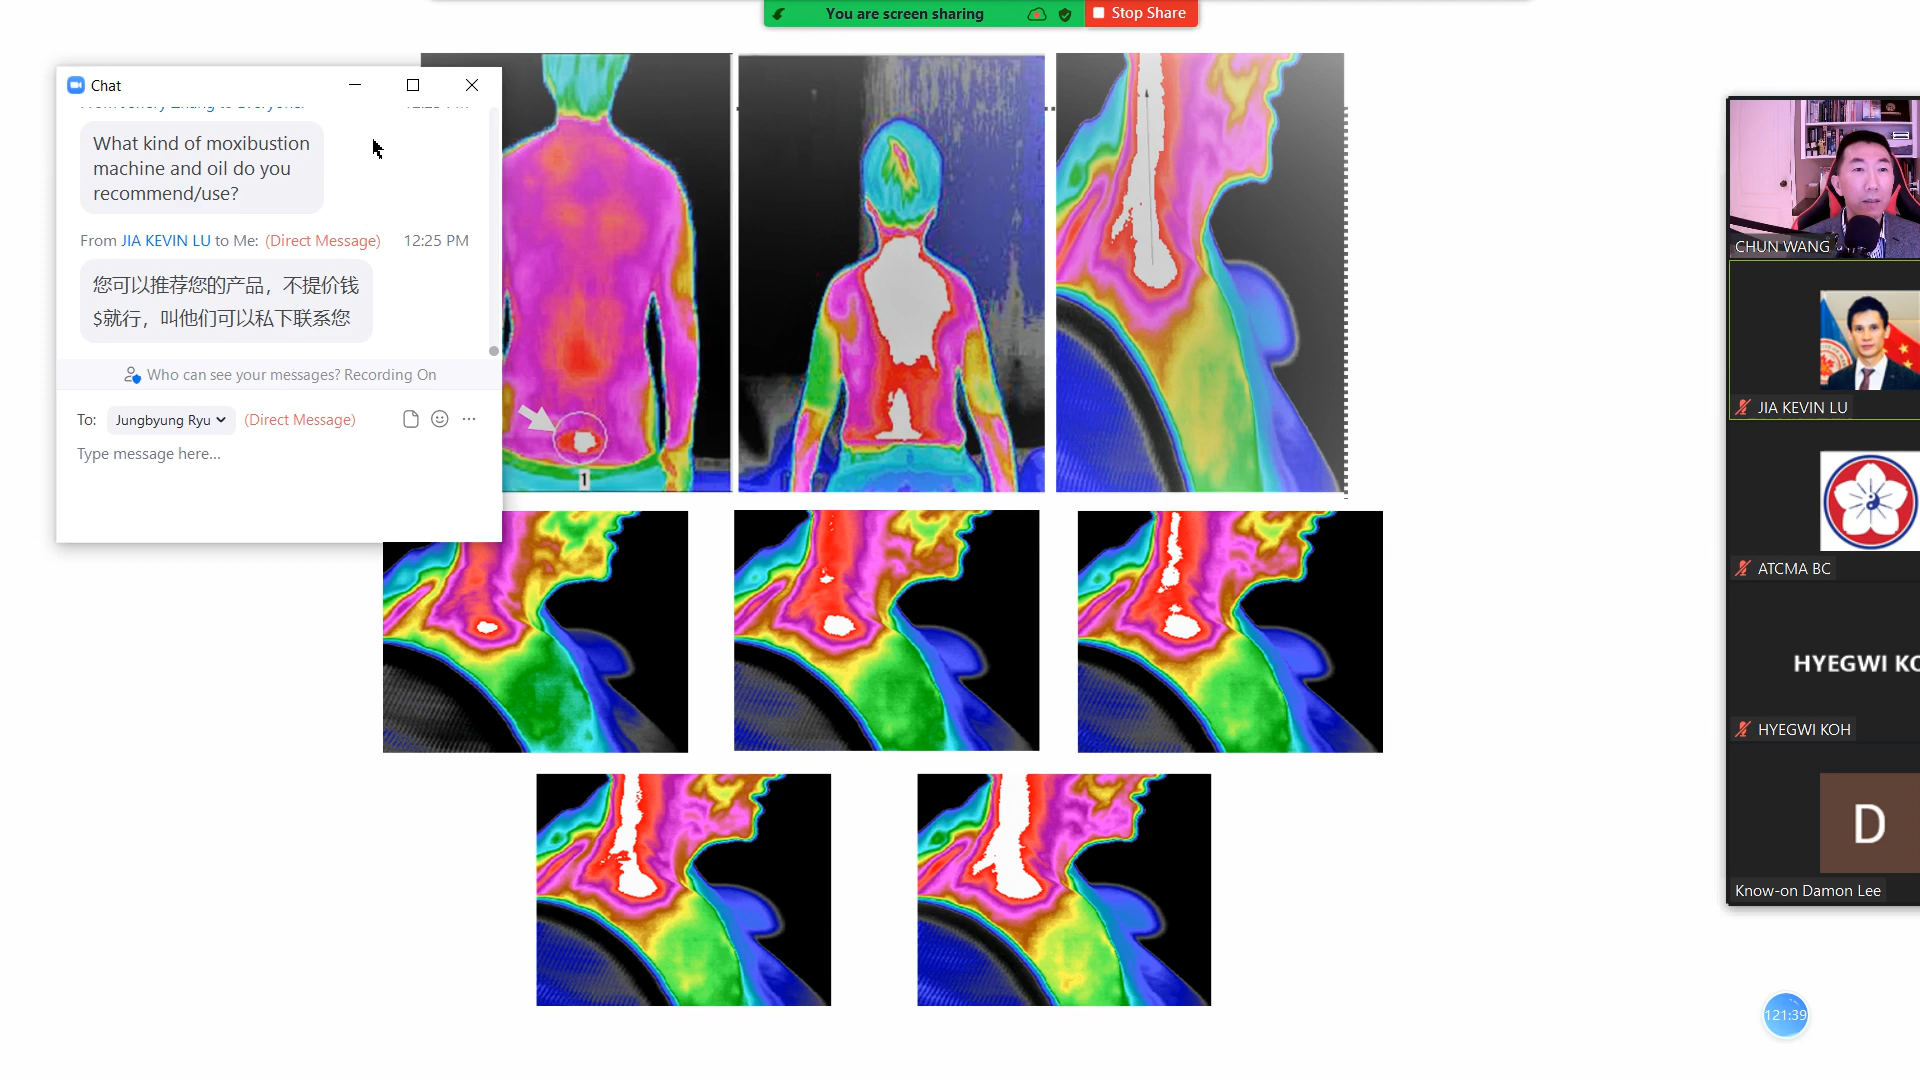 You are screen sharing
Stop Share
Chat
What kind of moxibustion
machine and oil do you
recommend/use?
From JIA KEVIN LU to Me: (Direct Message) 12:25 PM
您可以推荐您的产品，不提价钱
$就行，叫他们可以私下联系您
Who can see your messages? Recording On
To: Jungbyung Ryu (Direct Message)
Type message here...
1
CHUN WANG
JIA KEVIN LU
ATCMA BC
HYEGWI
HYEGWI KOH
D
Know-on Damon Lee
121:39